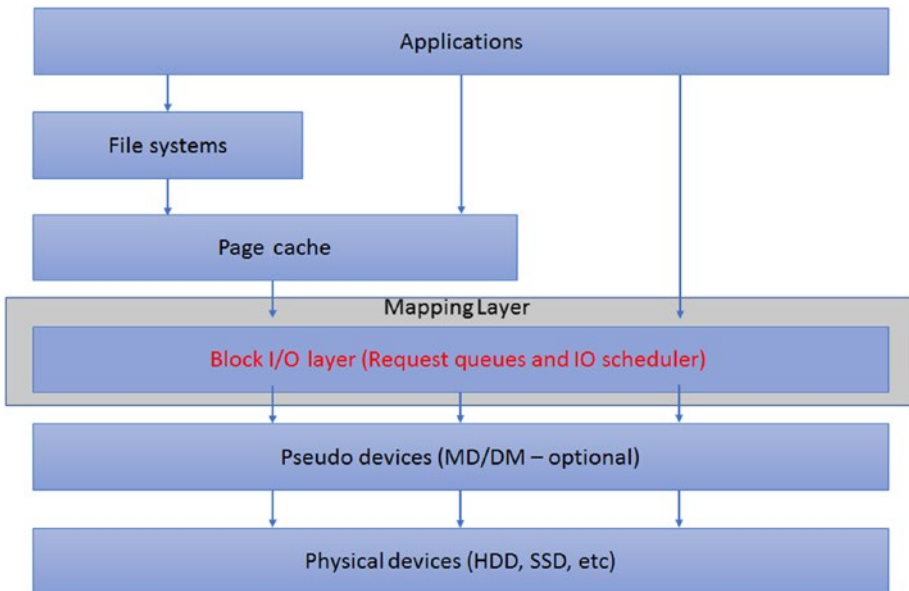 Applications
File systems
Page cache
Mapping Layer
Block I/O layer (Request queues and IO scheduler)
Pseudo devices (MD/DM – optional)
Physical devices (HDD, SSD, etc)